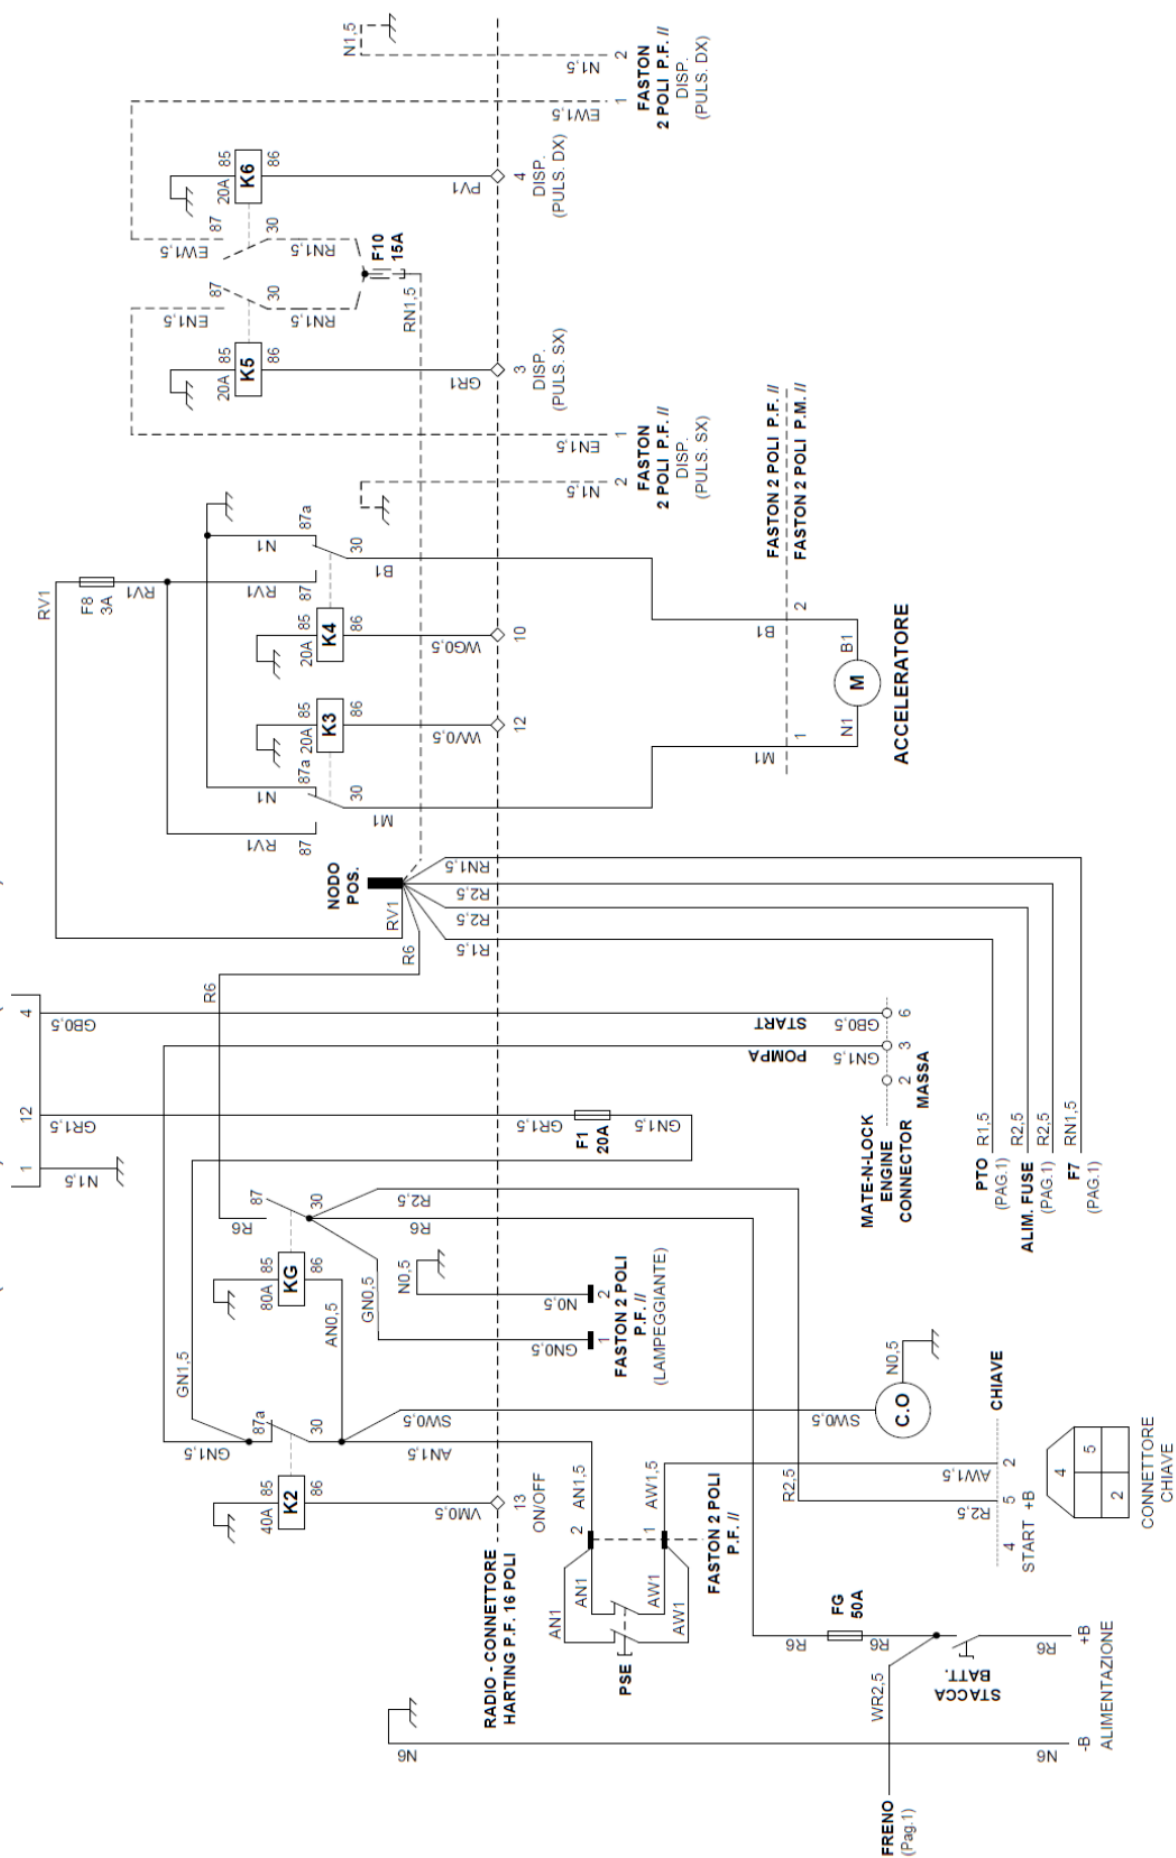 N1,5
N1,5
2
FASTON
2 POLI P.F. //
DISP.
(PULS. DX)
EW1,5
1
85
20A
K6
86
PV1
4
DISP.
(PULS. DX)
87
EW1,5
30
RN1,5
F10
15A
RN1,5
87
EN1,5
30
RN1,5
85
20A
K5
86
GR1
3
DISP.
(PULS. SX)
EN1,5
1
N1,5
2
FASTON
2 POLI P.F. //
DISP.
(PULS. SX)
RV1
F8
3A
RV1
N1
87a
30
B1
RV1
87
85
20A
K4
86
WG0,5
10
85
20A
K3
86
WV0,5
12
87a
N1
30
M1
RV1
87
FASTON 2 POLI P.F. //
FASTON 2 POLI P.M. //
B1
2
B1
M
N1
M1
1
ACCELERATORE
NODO
POS.
RV1
R6
R6
RN1,5
R2,5
R2,5
R1,5
4
GB0,5
12
GR1,5
1
N1,5
START
GB0,5
6
POMPA
GN1,5
3
2
MASSA
MATE-N-LOCK
ENGINE
CONNECTOR
PTO
(PAG.1)
R1,5
ALIM. FUSE
(PAG.1)
R2,5
R2,5
F7
(PAG.1)
RN1,5
GR1,5
F1
20A
GN1,5
87
R6
30
R2,5
R6
85
80A
KG
86
AN0,5
GN0,5
N0,5
N0,5
2
GN0,5
1
FASTON 2 POLI
P.F. //
(LAMPEGGIANTE)
GN1,5
GN1,5
87a
30
SW0,5
AN1,5
SW0,5
C.O
N0,5
85
40A
K2
86
VM0,5
13
ON/OFF
RADIO - CONNETTORE
HARTING P.F. 16 POLI
AN1,5
2
AN1
AN1
AW1,5
1
AW1
AW1
PSE
FASTON 2 POLI
P.F. //
R2,5
CHIAVE
AW1,5
2
R2,5
5
+B
4
START
4
5
2
CONNETTORE
CHIAVE
FG
50A
R6
R6
WR2,5
STACCA
BATT.
R6
+B
ALIMENTAZIONE
N6
N6
-B
FRENO
(Pag.1)